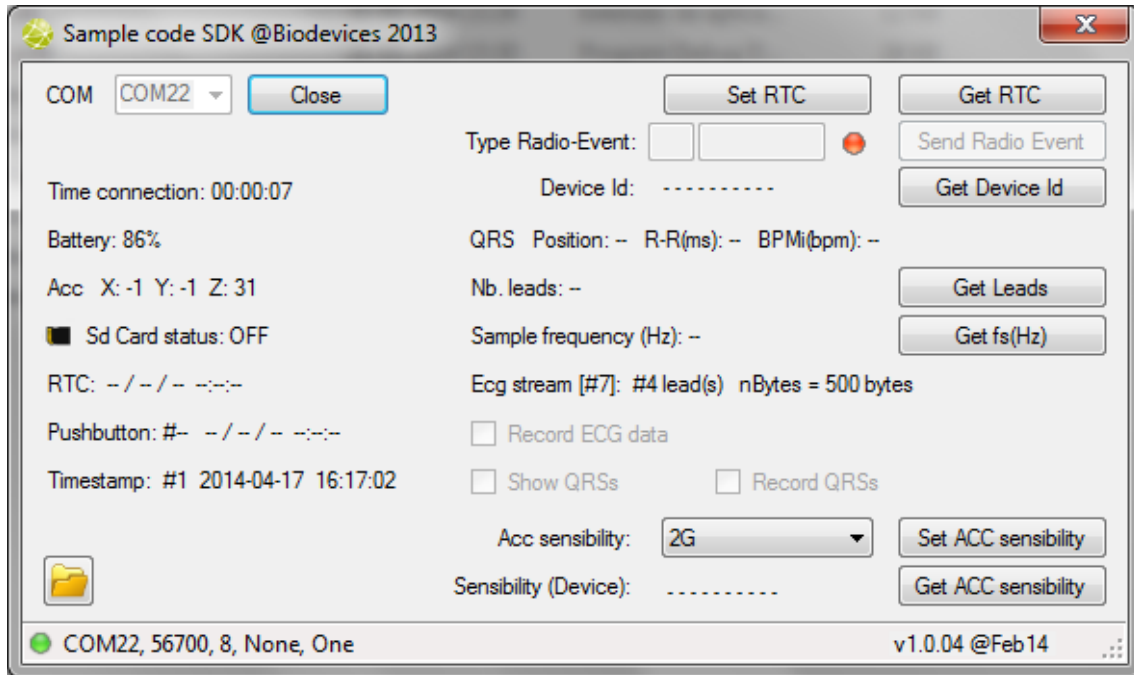 Sample code SDK @Biodevices 2013
COM COM22 Close Set RTC Get RTC
Type Radio-Event: Send Radio Event
Time connection: 00:00:07 Device Id: - - - - - - - - - - Get Device Id
Battery: 86% QRS Position: -- R-R(ms): -- BPMi(bpm): --
Acc X: -1 Y: -1 Z: 31 Nb. leads: -- Get Leads
Sd Card status: OFF Sample frequency (Hz): -- Get fs(Hz)
RTC: -- / -- / -- --:--:-- Ecg stream [#7]: #4 lead(s) nBytes = 500 bytes
Pushbutton: #-- -- / -- / -- --:--:-- Record ECG data
Timestamp: #1 2014-04-17 16:17:02 Show QRSs Record QRSs
Acc sensibility: 2G Set ACC sensibility
Sensibility (Device): - - - - - - - - - - Get ACC sensibility
COM22, 56700, 8, None, One v1.0.04 @Feb14